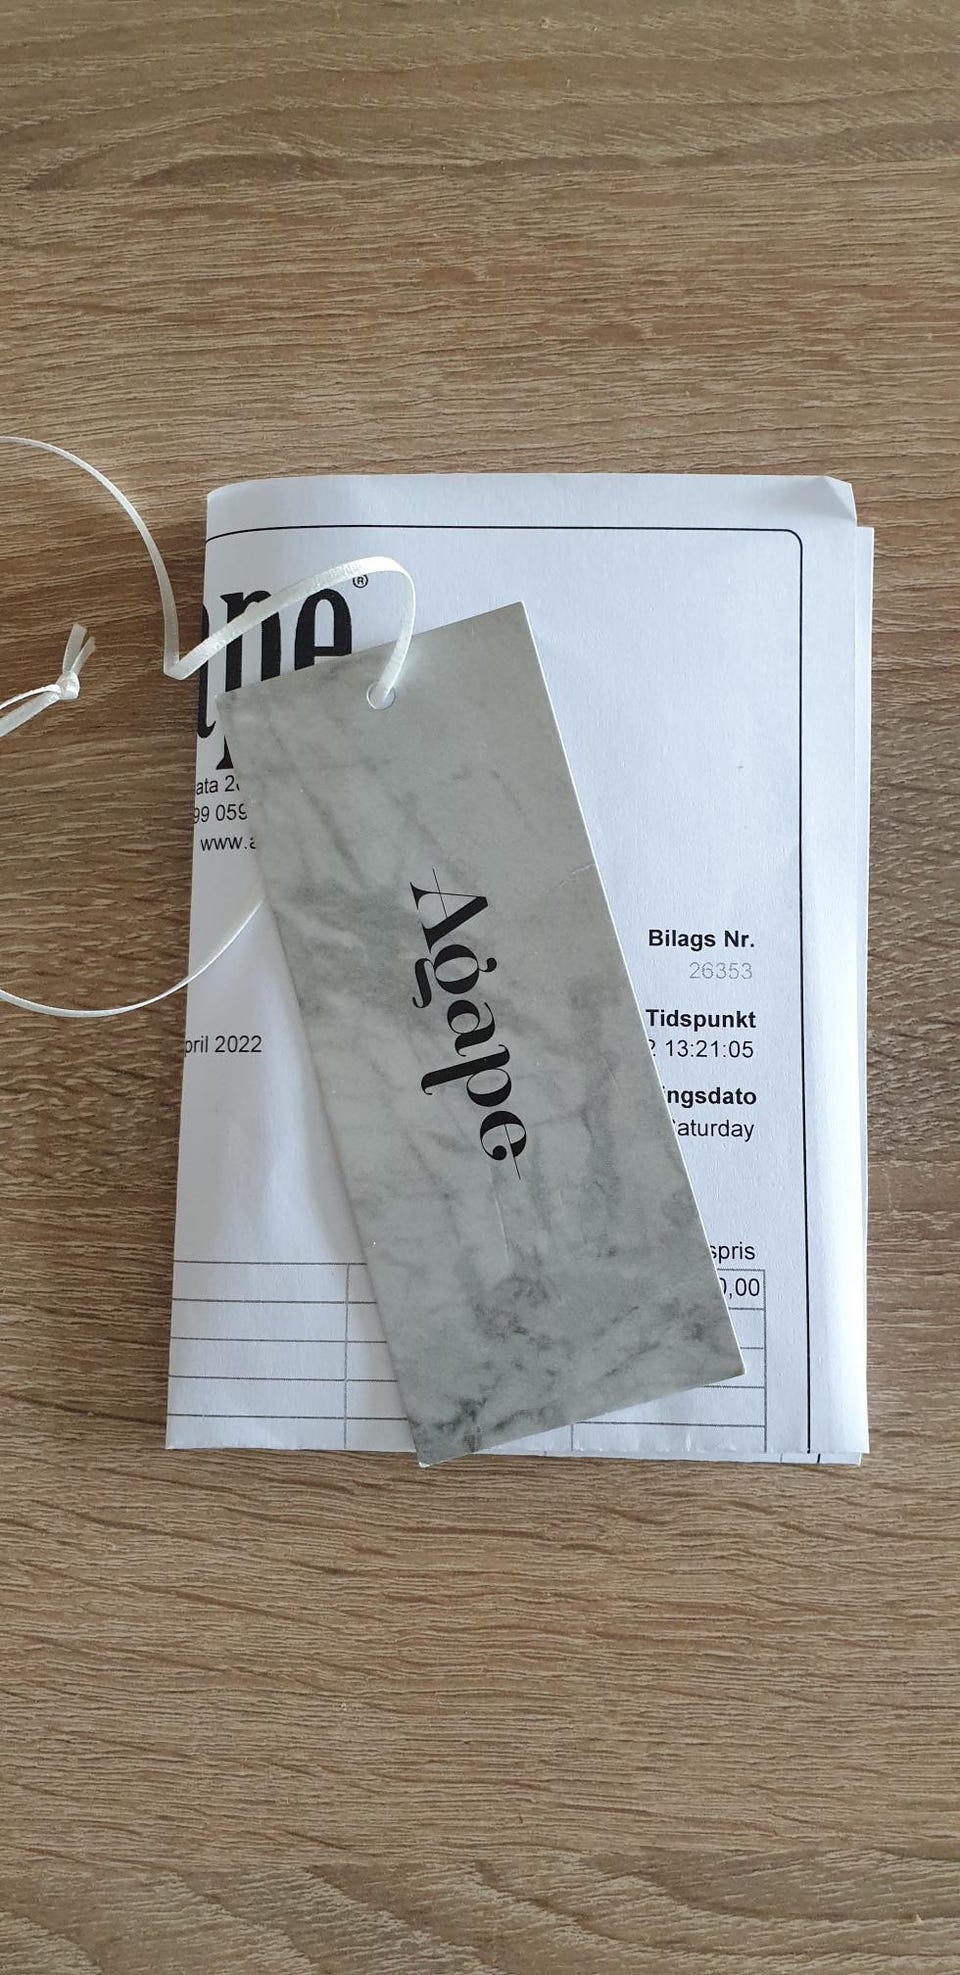 ape®
ata 2
99 059
www.a
Agape
Bilags Nr.
26353
Tidspunkt
2 13:21:05
ingsdato
Saturday
pril 2022
spris
0,00